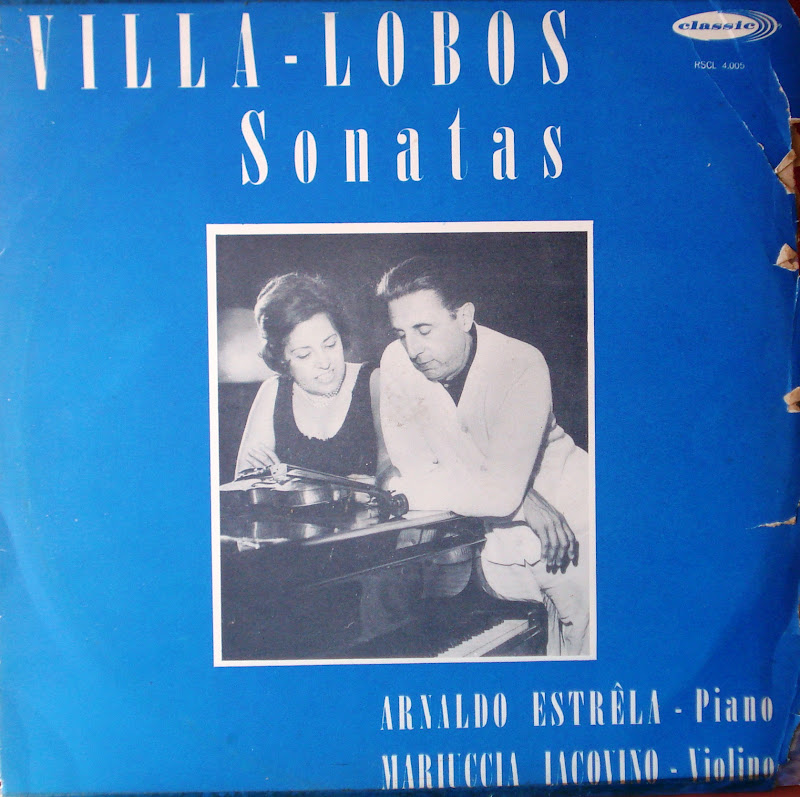 VILLA-LOBOS
Sonatas
classic
RSCL 4.005
ARNALDO ESTRÊLA - Piano
MARIUCCIA IACOVINO - Violino